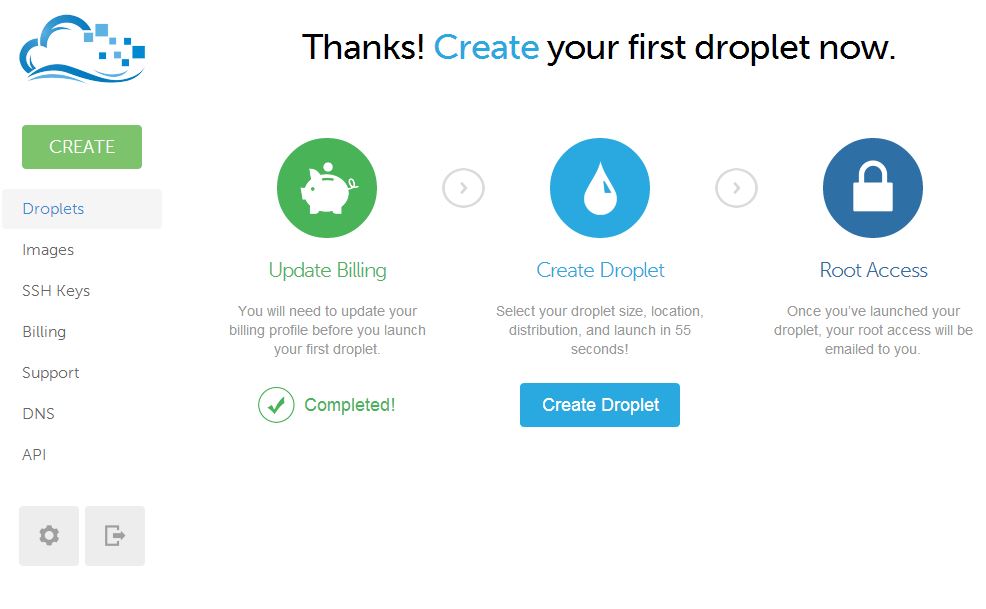 Thanks! Create your first droplet now.
CREATE
Droplets
Images
SSH Keys
Billing
Support
DNS
API
Update Billing
You will need to update your
billing profile before you launch
your first droplet.
Completed!
Create Droplet
Select your droplet size, location,
distribution, and launch in 55
seconds!
Create Droplet
Root Access
Once you've launched your
droplet, your root access will be
emailed to you.